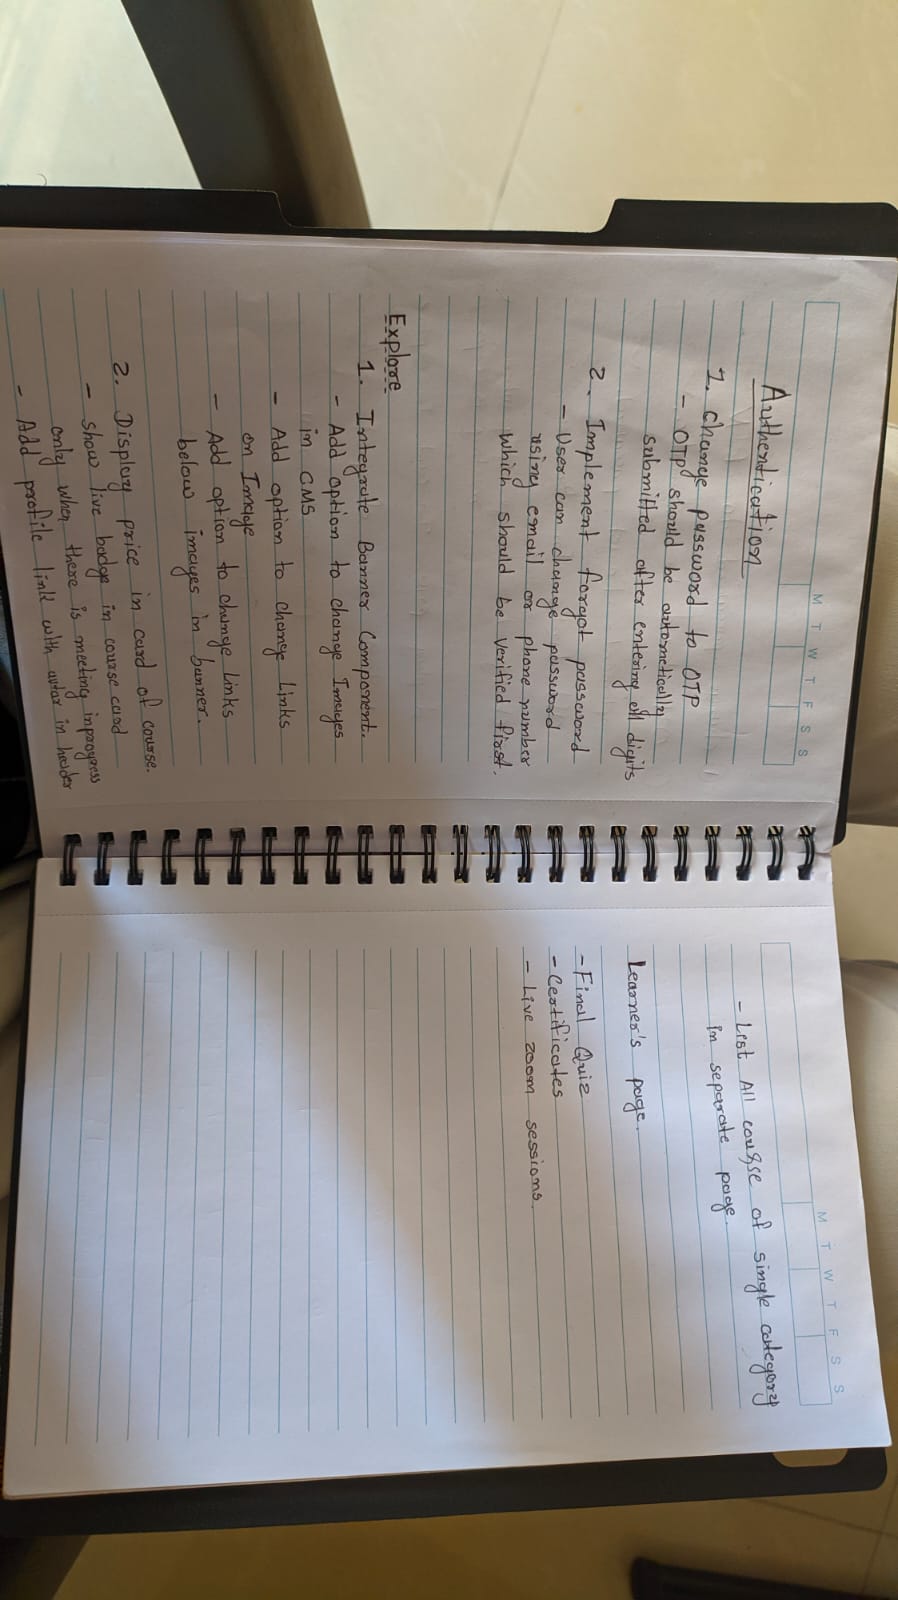 M T W T F S S
Authentication
1. Change password to OTP
- OTP should be autometically
submitted after entering all digits
2. Implement forgot password
- User can change password
using email or phone number
which should be verified first.
Explore
1. Integrate Banner Component.
- Add option to change Images
in CMS
- Add option to change Links
on Image
- Add option to change Links
below images in banner.
2. Display price in card of course.
- show live badge in course card
only when there is meeting inprogress
- Add profile link with avtar in header
M T W T F S S
- List All course of single category
in separate page.
Learner's page.
- Final Quiz
- Certificates
- Live zoom sessions.